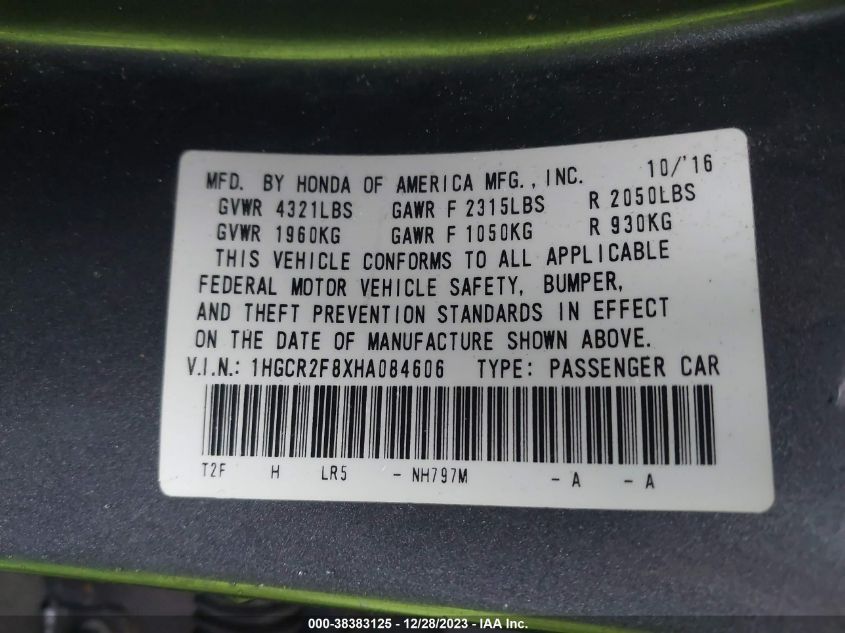 MFD. BY HONDA OF AMERICA MFG., INC. 10/'16
GVWR 4321LBS GAWR F 2315LBS R 2050LBS
GVWR 1960KG GAWR F 1050KG R 930KG
THIS VEHICLE CONFORMS TO ALL APPLICABLE
FEDERAL MOTOR VEHICLE SAFETY, BUMPER,
AND THEFT PREVENTION STANDARDS IN EFFECT
ON THE DATE OF MANUFACTURE SHOWN ABOVE.
V.I.N.: 1HGCR2F8XHA084606 TYPE: PASSENGER CAR
T2F H LR5 - NH797M - A - A
000-38383125 - 12/28/2023 - IAA Inc.